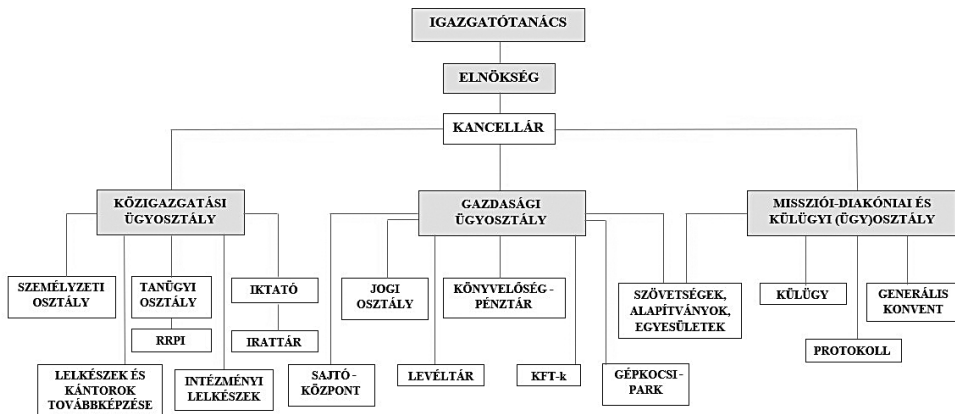 IGAZGATÓTANÁCS
ELNÖKSÉG
KANCELLÁR
KÖZIGAZGATÁSI
ÜGYOSZTÁLY
GAZDASÁGI
ÜGYOSZTÁLY
MISSZIÓI-DIAKÓNIAI ÉS
KÜLÜGYI (ÜGY)OSZTÁLY
SZEMÉLYZETI
OSZTÁLY
TANÜGYI
OSZTÁLY
IKTATÓ
JOGI
OSZTÁLY
KÖNYVELŐSÉG -
PÉNZTÁR
SZÖVETSÉGEK,
ALAPÍTVÁNYOK,
EGYESÜLETEK
KÜLÜGY
GENERÁLIS
KONVENT
RRPI
IRATTÁR
PROTOKOLL
LELKÉSZEK ÉS
KÁNTOROK
TOVÁBBKÉPZÉSE
INTÉZMÉNYI
LELKÉSZEK
SAJTÓ -
KÖZPONT
LEVÉLTÁR
KFT-k
GÉPKOCSI-
PARK